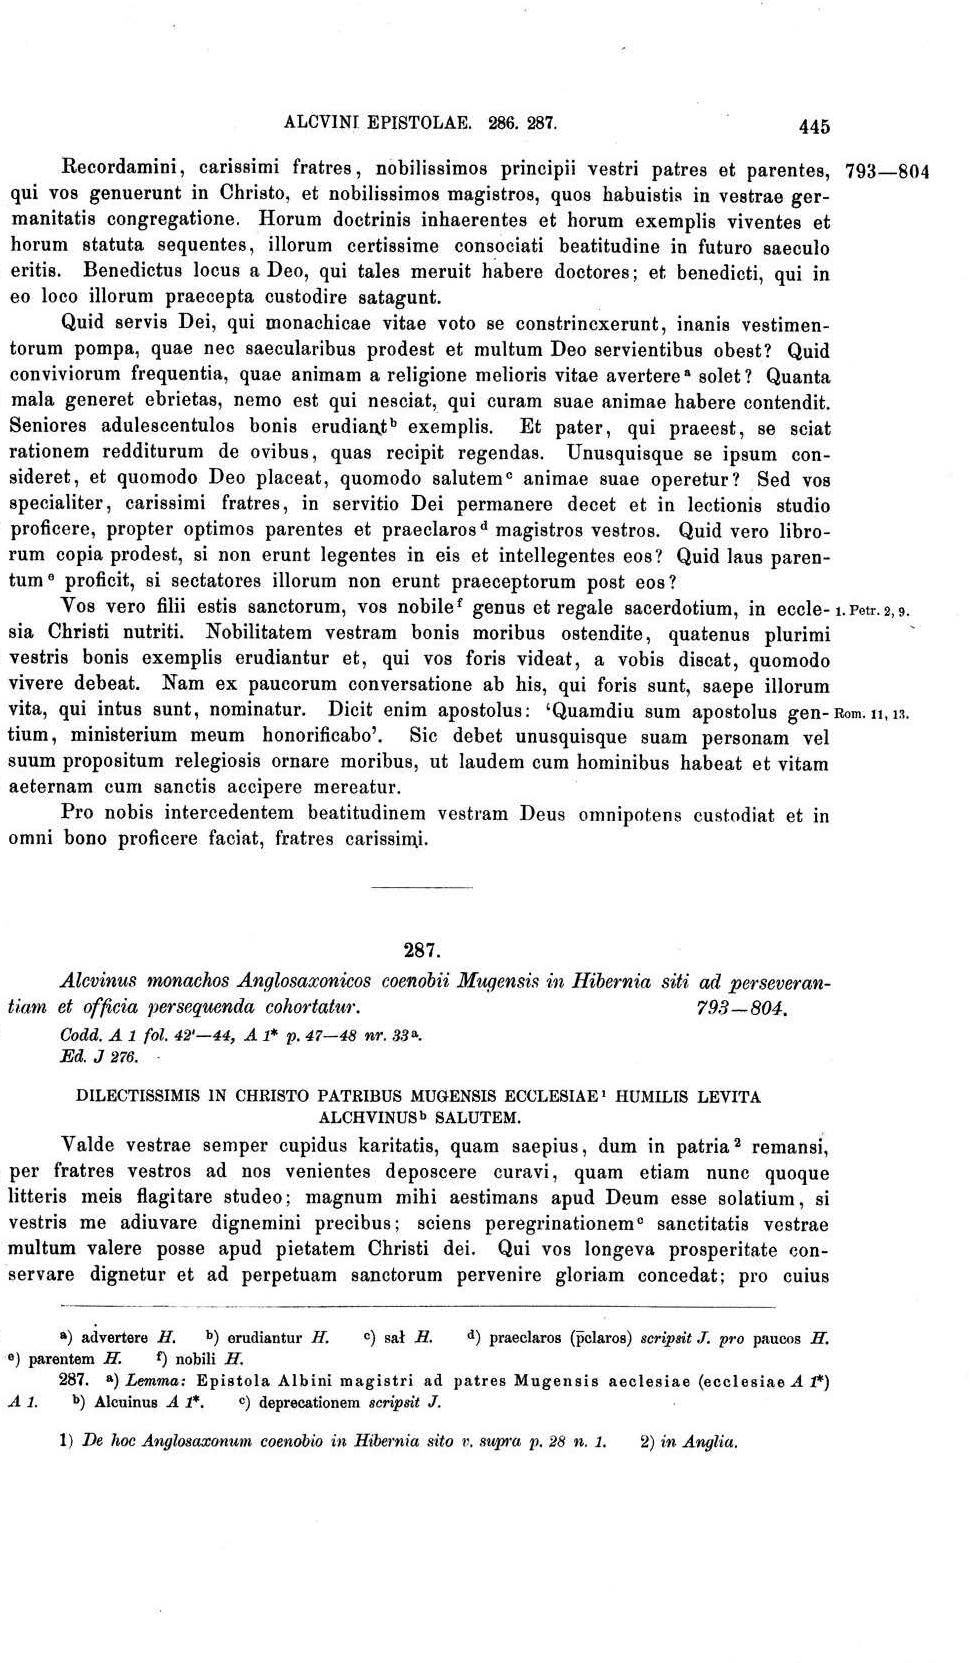 ALCVINI EPISTOLAE. 286. 287. 445
Recordamini, carissimi fratres, nobilissimos principii vestri patres et parentes, 793—804
qui vos genuerunt in Christo, et nobilissimos magistros, quos habuistis in vestrae ger-
manitatis congregatione. Horum doctrinis inhaerentes et horum exemplis viventes et
horum statuta sequentes, illorum certissime consociati beatitudine in futuro saeculo
eritis. Benedictus locus a Deo, qui tales meruit habere doctores; et benedicti, qui in
eo loco illorum praecepta custodire satagunt.
Quid servis Dei, qui monachicae vitae voto se constrincxerunt, inanis vestimen-
torum pompa, quae nec saecularibus prodest et multum Deo servientibus obest? Quid
conviviorum frequentia, quae animam a religione melioris vitae avertere ᵃ solet? Quanta
mala generet ebrietas, nemo est qui nesciat, qui curam suae animae habere contendit.
Seniores adulescentulos bonis erudiant ᵇ exemplis. Et pater, qui praeest, se sciat
rationem redditurum de ovibus, quas recipit regendas. Unusquisque se ipsum con-
sideret, et quomodo Deo placeat, quomodo salutem ᶜ animae suae operetur? Sed vos
specialiter, carissimi fratres, in servitio Dei permanere decet et in lectionis studio
proficere, propter optimos parentes et praeclaros ᵈ magistros vestros. Quid vero libro-
rum copia prodest, si non erunt legentes in eis et intellegentes eos? Quid laus paren-
tum ᵉ proficit, si sectatores illorum non erunt praeceptorum post eos?
Vos vero filii estis sanctorum, vos nobile ᶠ genus et regale sacerdotium, in eccle- 1. Petr. 2, 9.
sia Christi nutriti. Nobilitatem vestram bonis moribus ostendite, quatenus plurimi
vestris bonis exemplis erudiantur et, qui vos foris videat, a vobis discat, quomodo
vivere debeat. Nam ex paucorum conversatione ab his, qui foris sunt, saepe illorum
vita, qui intus sunt, nominatur. Dicit enim apostolus: ‘Quamdiu sum apostolus gen- Rom. 11, 13.
tium, ministerium meum honorificabo’. Sic debet unusquisque suam personam vel
suum propositum relegiosis ornare moribus, ut laudem cum hominibus habeat et vitam
aeternam cum sanctis accipere mereatur.
Pro nobis intercedentem beatitudinem vestram Deus omnipotens custodiat et in
omni bono proficere faciat, fratres carissimi.
287.
Alcvinus monachos Anglosaxonicos coenobii Mugensis in Hibernia siti ad perseveran-
tiam et officia persequenda cohortatur. 793—804.
Codd. A 1 fol. 42'—44, A 1* p. 47—48 nr. 33ᵃ.
Ed. J 276.
DILECTISSIMIS IN CHRISTO PATRIBUS MUGENSIS ECCLESIAE ¹ HUMILIS LEVITA
ALCHVINUS ᵇ SALUTEM.
Valde vestrae semper cupidus karitatis, quam saepius, dum in patria ² remansi,
per fratres vestros ad nos venientes deposcere curavi, quam etiam nunc quoque
litteris meis flagitare studeo; magnum mihi aestimans apud Deum esse solatium, si
vestris me adiuvare dignemini precibus; sciens peregrinationem ᶜ sanctitatis vestrae
multum valere posse apud pietatem Christi dei. Qui vos longeva prosperitate con-
servare dignetur et ad perpetuam sanctorum pervenire gloriam concedat; pro cuius
ᵃ) advertere H. ᵇ) erudiantur H. ᶜ) sał H. ᵈ) praeclaros (p̄claros) scripsit J. pro paucos H.
ᵉ) parentem H. ᶠ) nobili H.
287. ᵃ) Lemma: Epistola Albini magistri ad patres Mugensis aeclesiae (ecclesiae A 1*)
A 1. ᵇ) Alcuinus A 1*. ᶜ) deprecationem scripsit J.
1) De hoc Anglosaxonum coenobio in Hibernia sito v. supra p. 28 n. 1. 2) in Anglia.